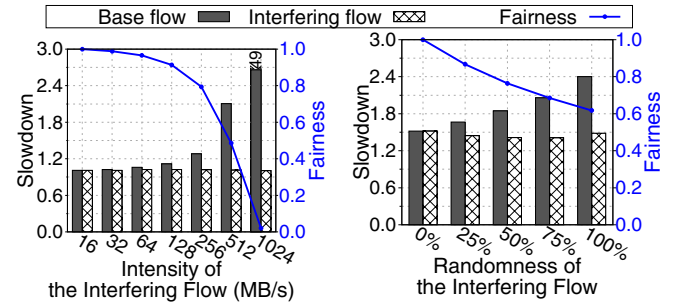 Base flow Interfering flow Fairness
3.0
2.4
1.8
1.2
0.6
0.0
Slowdown
49
1.0
0.8
0.6
0.4
0.2
0.0
Fairness
16 32 64 128 256 512 1024
Intensity of
the Interfering Flow (MB/s)
3.0
2.4
1.8
1.2
0.6
0.0
Slowdown
1.0
0.8
0.6
0.4
0.2
0.0
Fairness
0% 25% 50% 75% 100%
Randomness of
the Interfering Flow